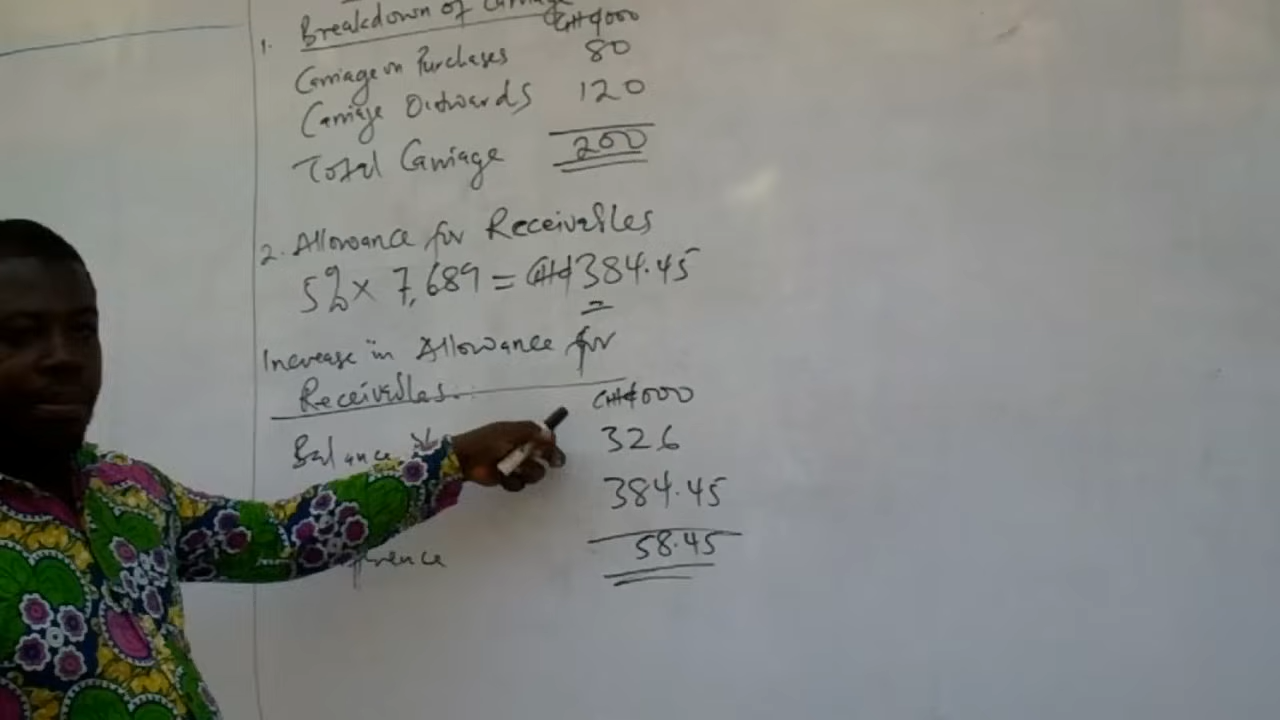 1. Breakdown of Carriage
GH¢000
Carriage on Purchases 80
Carriage Outwards 120
Total Carriage 200
2. Allowance for Receivables
5% x 7,689 = GH¢384.45
Increase in Allowance for
Receivables.
GH¢000
Balance 326
384.45
58.45